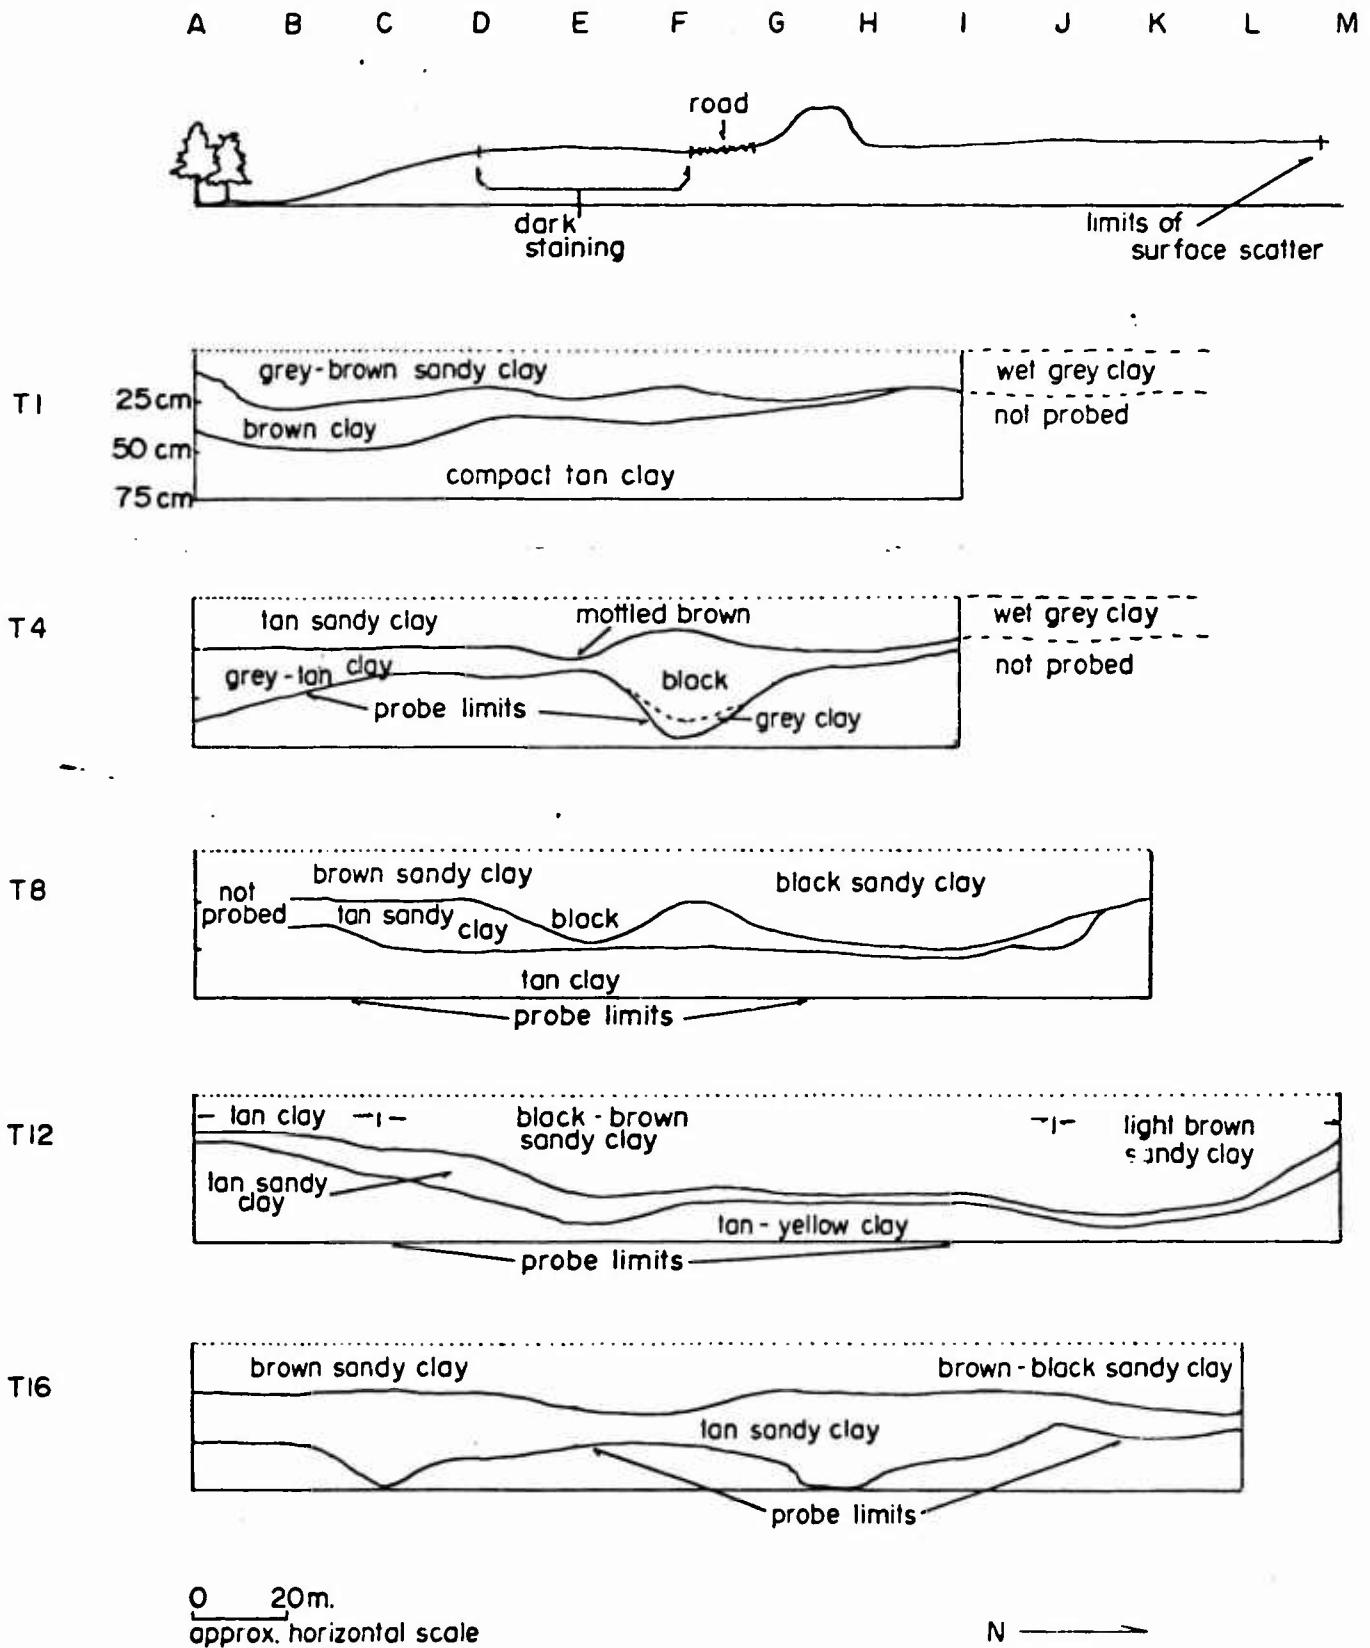 A B C D E F G H I J K L M
road
dark
staining
limits of
surface scatter
T1
grey-brown sandy clay
wet grey clay
25cm
not probed
brown clay
50 cm
compact tan clay
75cm
T4
tan sandy clay
mottled brown
wet grey clay
not probed
grey-tan clay
black
probe limits
grey clay
T8
brown sandy clay
black sandy clay
not
probed
tan sandy
clay
black
tan clay
probe limits
T12
tan clay
black-brown
sandy clay
light brown
sandy clay
tan sandy
clay
tan-yellow clay
probe limits
T16
brown sandy clay
brown-black sandy clay
tan sandy clay
probe limits
0 20m.
approx. horizontal scale
N